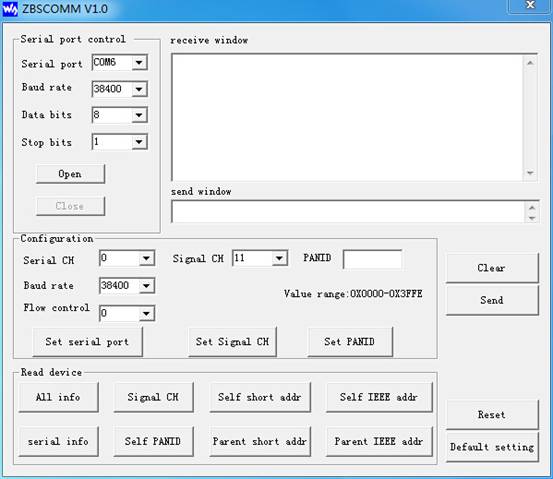 ZBSCOMM V1.0
x
Serial port control
Serial port COM6
Baud rate 38400
Data bits 8
Stop bits 1
Open
Close
receive window
send window
Configuration
Serial CH 0 Signal CH 11 PANID
Baud rate 38400 Value range:0X0000-0X3FFE
Flow control 0
Set serial port Set Signal CH Set PANID
Clear
Send
Read device
All info Signal CH Self short addr Self IEEE addr
serial info Self PANID Parent short addr Parent IEEE addr
Reset
Default setting